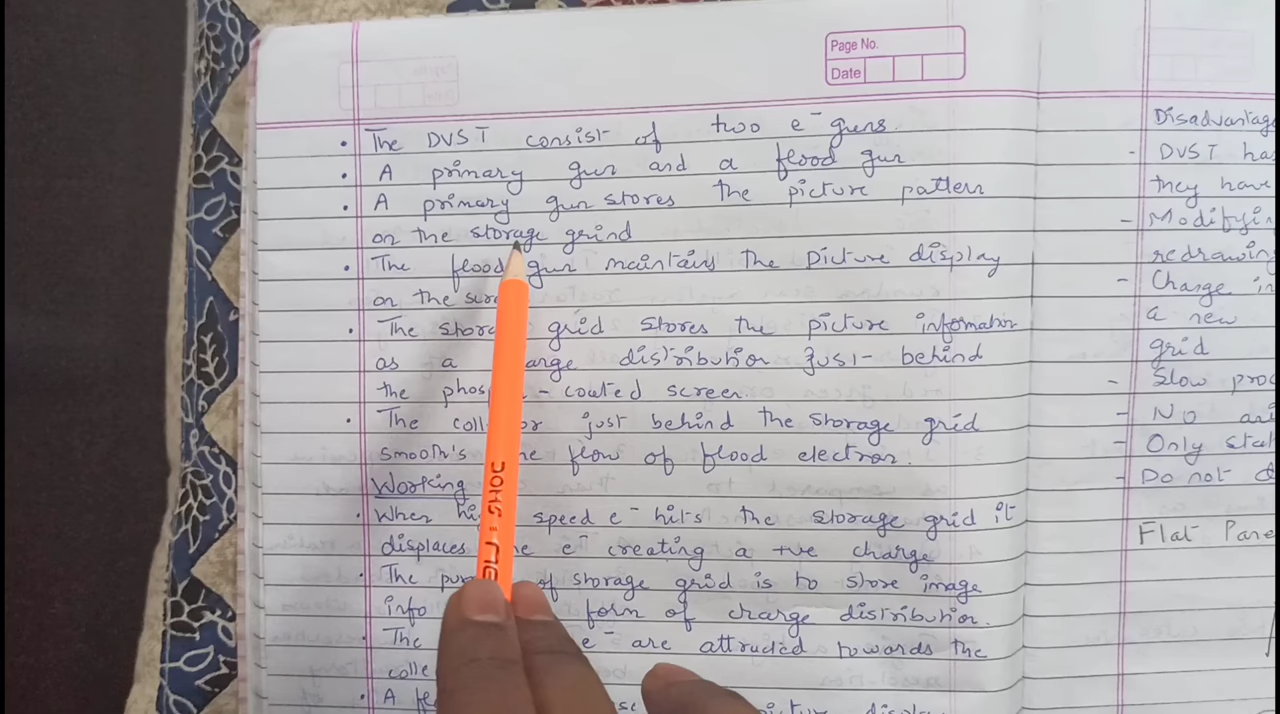 Page No.
Date
• The DVST consist of two e⁻ guns.
• A primary gun and a flood gun
• A primary gun stores the picture pattern
on the storage grind
• The flood gun maintains the picture display
on the
• The grid stores the picture information
as a distribution just behind
the coated screen.
• The just behind the storage grid
smooth's flow of flood electron.
Working
• When speed e⁻ hits the storage grid it
displaces e⁻ creating a +ve charge
• The of storage grid is to store image
info form of charge distribution.
• The e⁻ are attructed towards the
• A
Disadvantag
- DVST ha
they have
- Modifyin
redrawing
- Charge in
a new
grid
- Slow pro
- No
- Only sta
- Do not
Flat Pane
DOMS